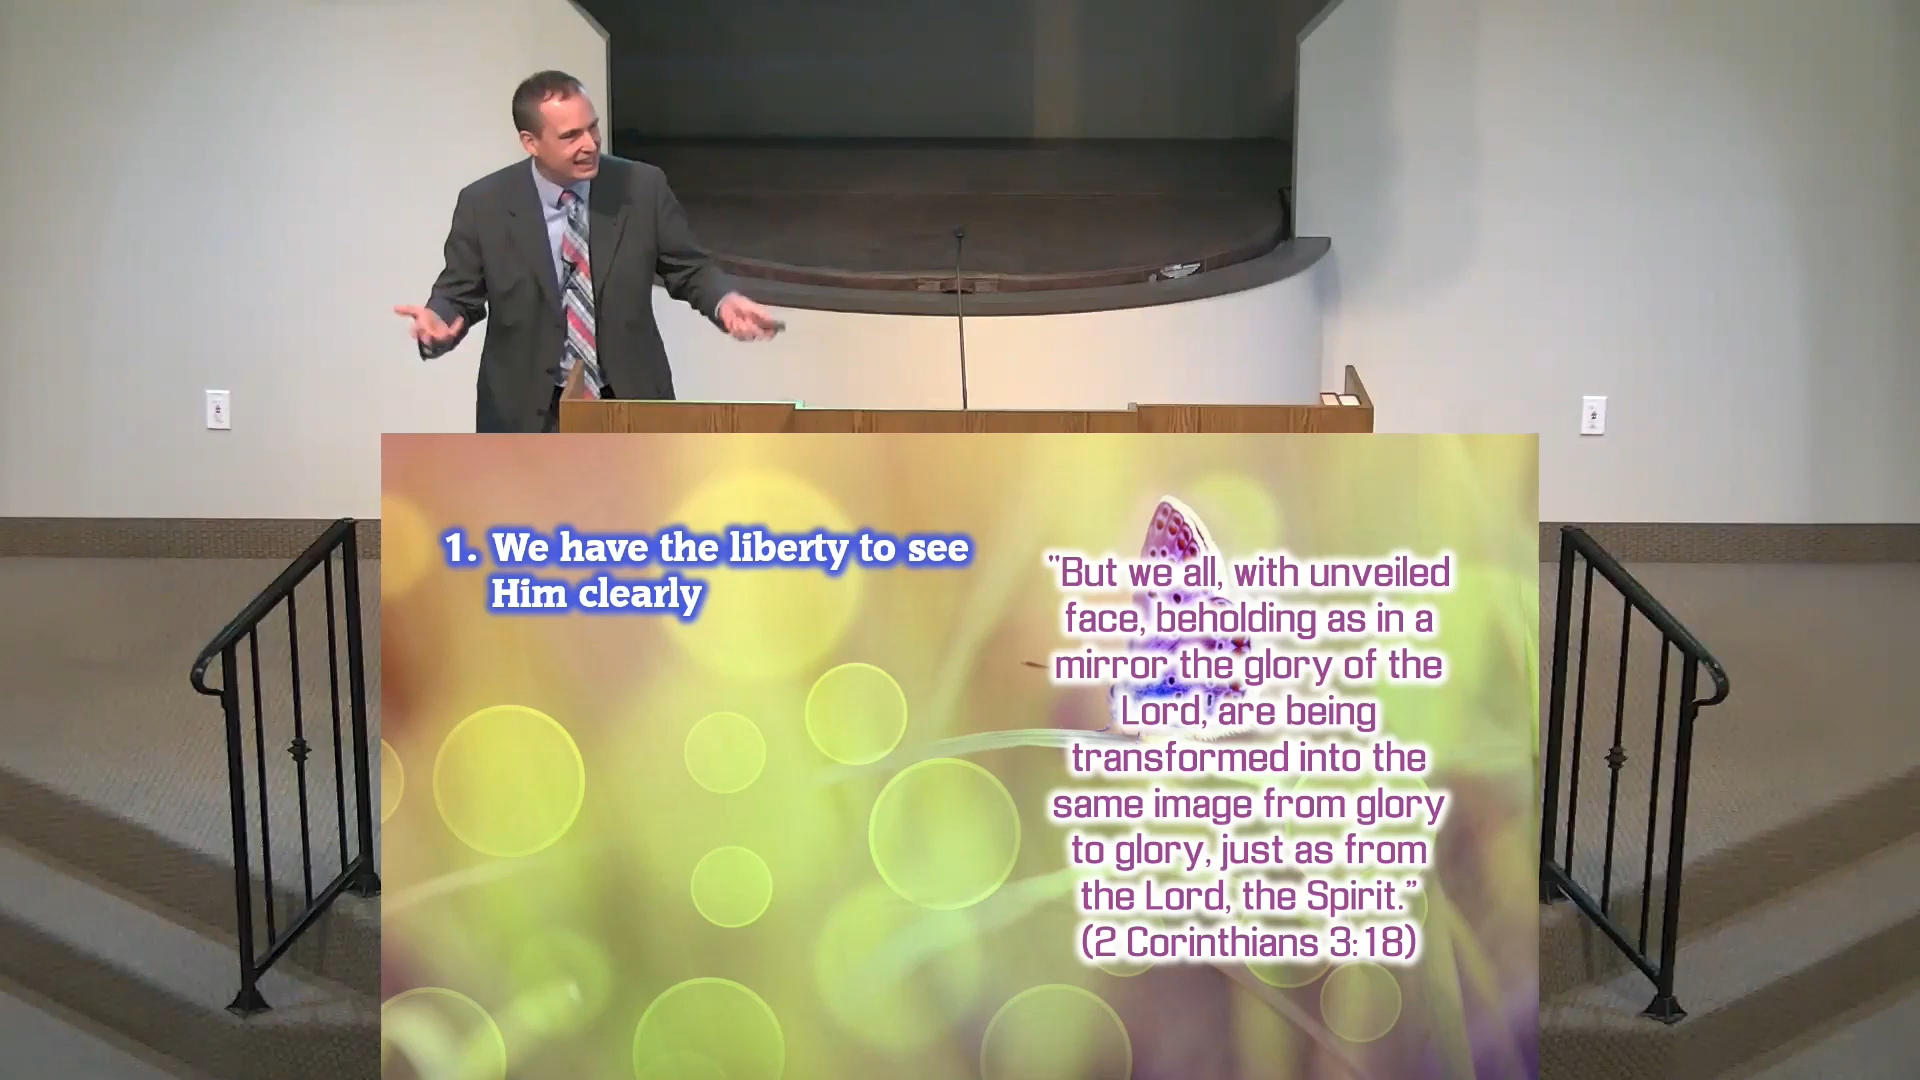 1. We have the liberty to see
Him clearly
"But we all, with unveiled
face, beholding as in a
mirror the glory of the
Lord, are being
transformed into the
same image from glory
to glory, just as from
the Lord, the Spirit.”
(2 Corinthians 3:18)